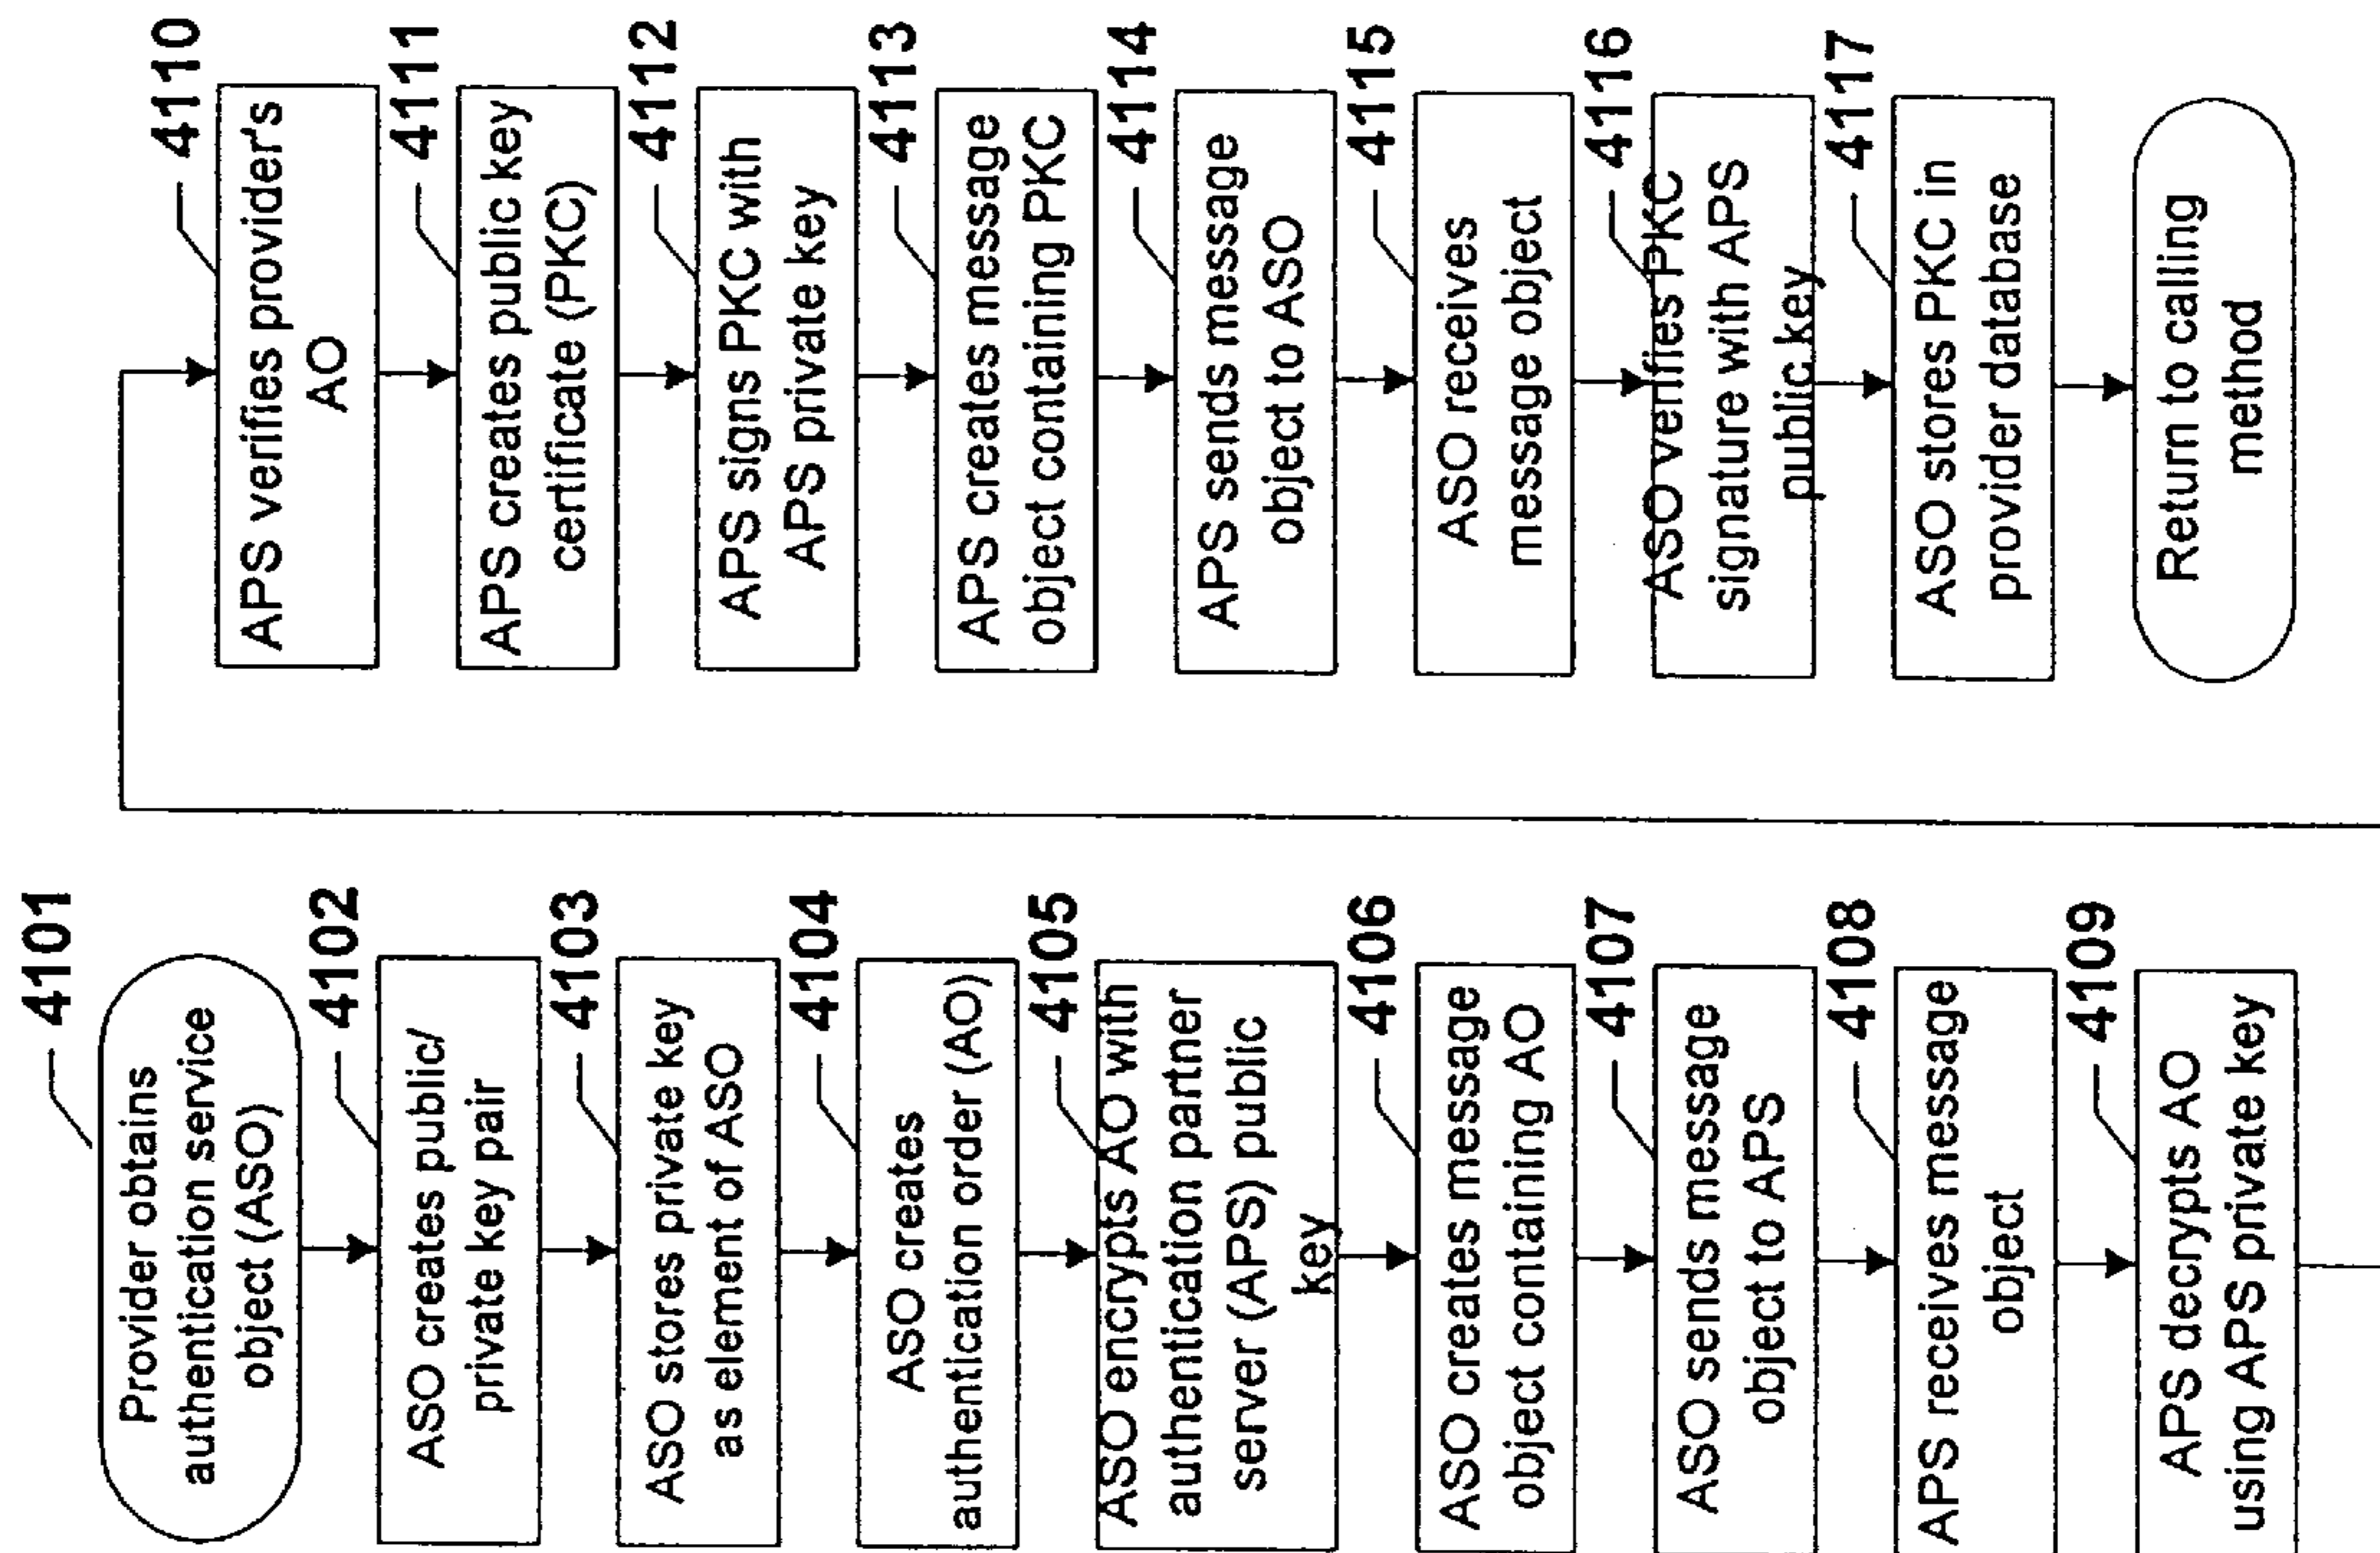 4101
Provider obtains
authentication service
object (ASO)
4102
ASO creates public/
private key pair
4103
ASO stores private key
as element of ASO
4104
ASO creates
authentication order (AO)
4105
ASO encrypts AO with
authentication partner
server (APS) public
key
4106
ASO creates message
object containing AO
4107
ASO sends message
object to APS
4108
APS receives message
object
4109
APS decrypts AO
using APS private key
4110
APS verifies provider's
AO
4111
APS creates public key
certificate (PKC)
4112
APS signs PKC with
APS private key
4113
APS creates message
object containing PKC
4114
APS sends message
object to ASO
4115
ASO receives
message object
4116
ASO verifies PKC
signature with APS
public key
4117
ASO stores PKC in
provider database
Return to calling
method